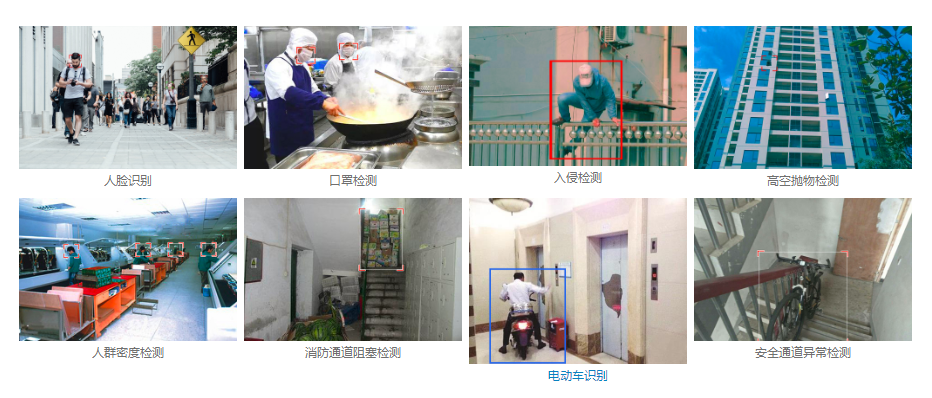 人脸识别
口罩检测
入侵检测
高空抛物检测
人群密度检测
消防通道阻塞检测
电动车识别
安全通道异常检测